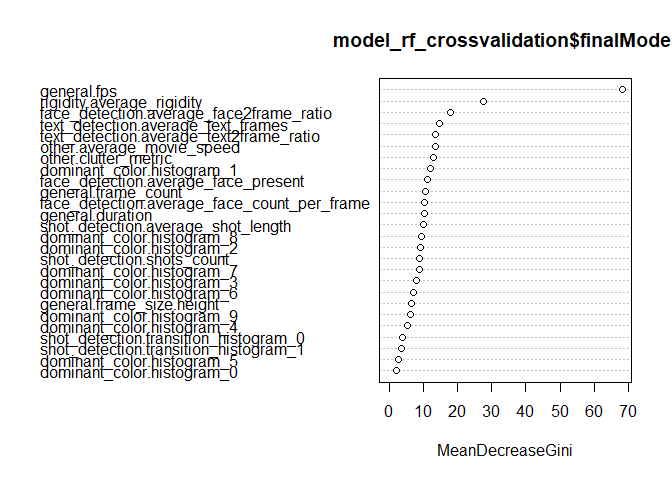 model_rf_crossvalidation$finalMode
general.fps
rigidity.average_rigidity
face_detection.average_face2frame_ratio
text_detection.average_text_frames
text_detection.average_text2frame_ratio
other.average_movie_speed
other.clutter_metric
dominant_color.histogram_1
face_detection.average_face_present
general.frame_count
face_detection.average_face_count_per_frame
general.duration
shot_detection.average_shot_length
dominant_color.histogram_8
dominant_color.histogram_2
shot_detection.shots_count
dominant_color.histogram_7
dominant_color.histogram_3
dominant_color.histogram_6
general.frame_size.height
dominant_color.histogram_9
dominant_color.histogram_4
shot_detection.transition_histogram_0
shot_detection.transition_histogram_1
dominant_color.histogram_5
dominant_color.histogram_0
0 10 20 30 40 50 60 70
MeanDecreaseGini